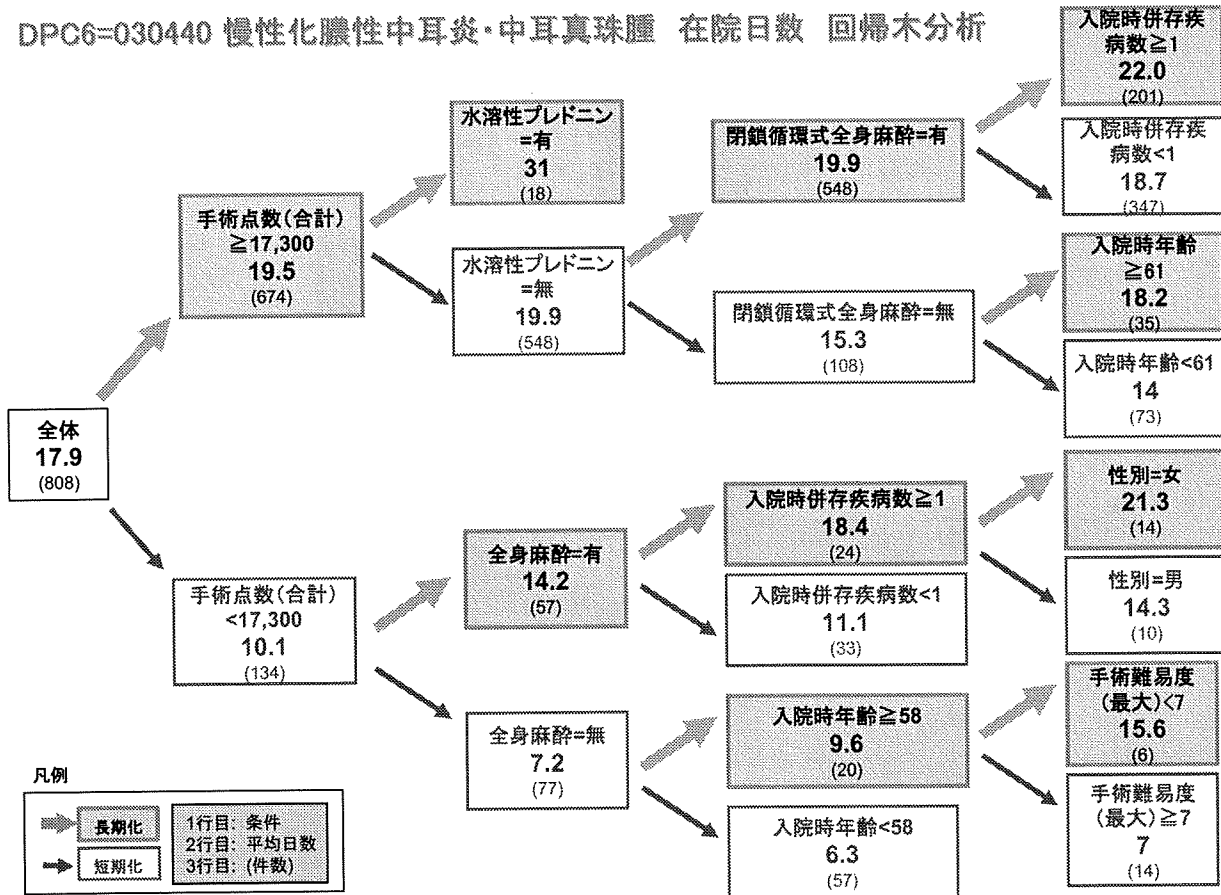 DPC6=030440 慢性化膿性中耳炎・中耳真珠腫 在院日数 回帰木分析
全体
17.9
(808)
手術点数(合計)
≧17,300
19.5
(674)
手術点数(合計)
<17,300
10.1
(134)
水溶性プレドニン
=有
31
(18)
水溶性プレドニン
=無
19.9
(548)
全身麻酔=有
14.2
(57)
全身麻酔=無
7.2
(77)
閉鎖循環式全身麻酔=有
19.9
(548)
閉鎖循環式全身麻酔=無
15.3
(108)
入院時併存疾病数≧1
18.4
(24)
入院時併存疾病数<1
11.1
(33)
入院時年齢≧58
9.6
(20)
入院時年齢<58
6.3
(57)
入院時併存疾
病数≧1
22.0
(201)
入院時併存疾
病数<1
18.7
(347)
入院時年齢
≧61
18.2
(35)
入院時年齢<61
14
(73)
性別=女
21.3
(14)
性別=男
14.3
(10)
手術難易度
(最大)<7
15.6
(6)
手術難易度
(最大)≧7
7
(14)
凡例
長期化
短期化
1行目: 条件
2行目: 平均日数
3行目: (件数)